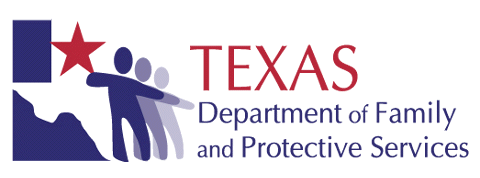 TEXAS
Department of Family
and Protective Services